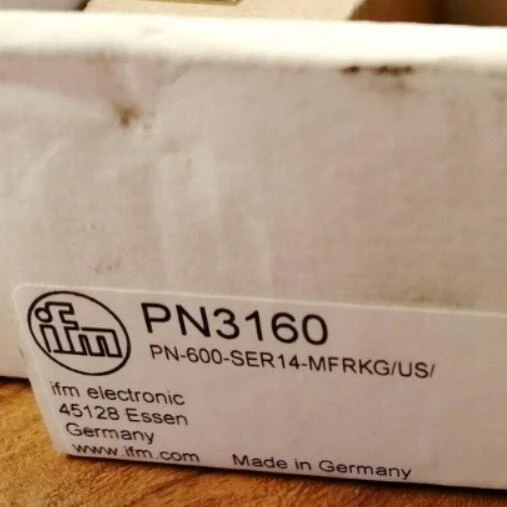 ifm
PN3160
PN-600-SER14-MFRKG/US/
ifm electronic
45128 Essen
Germany
www.ifm.com Made in Germany